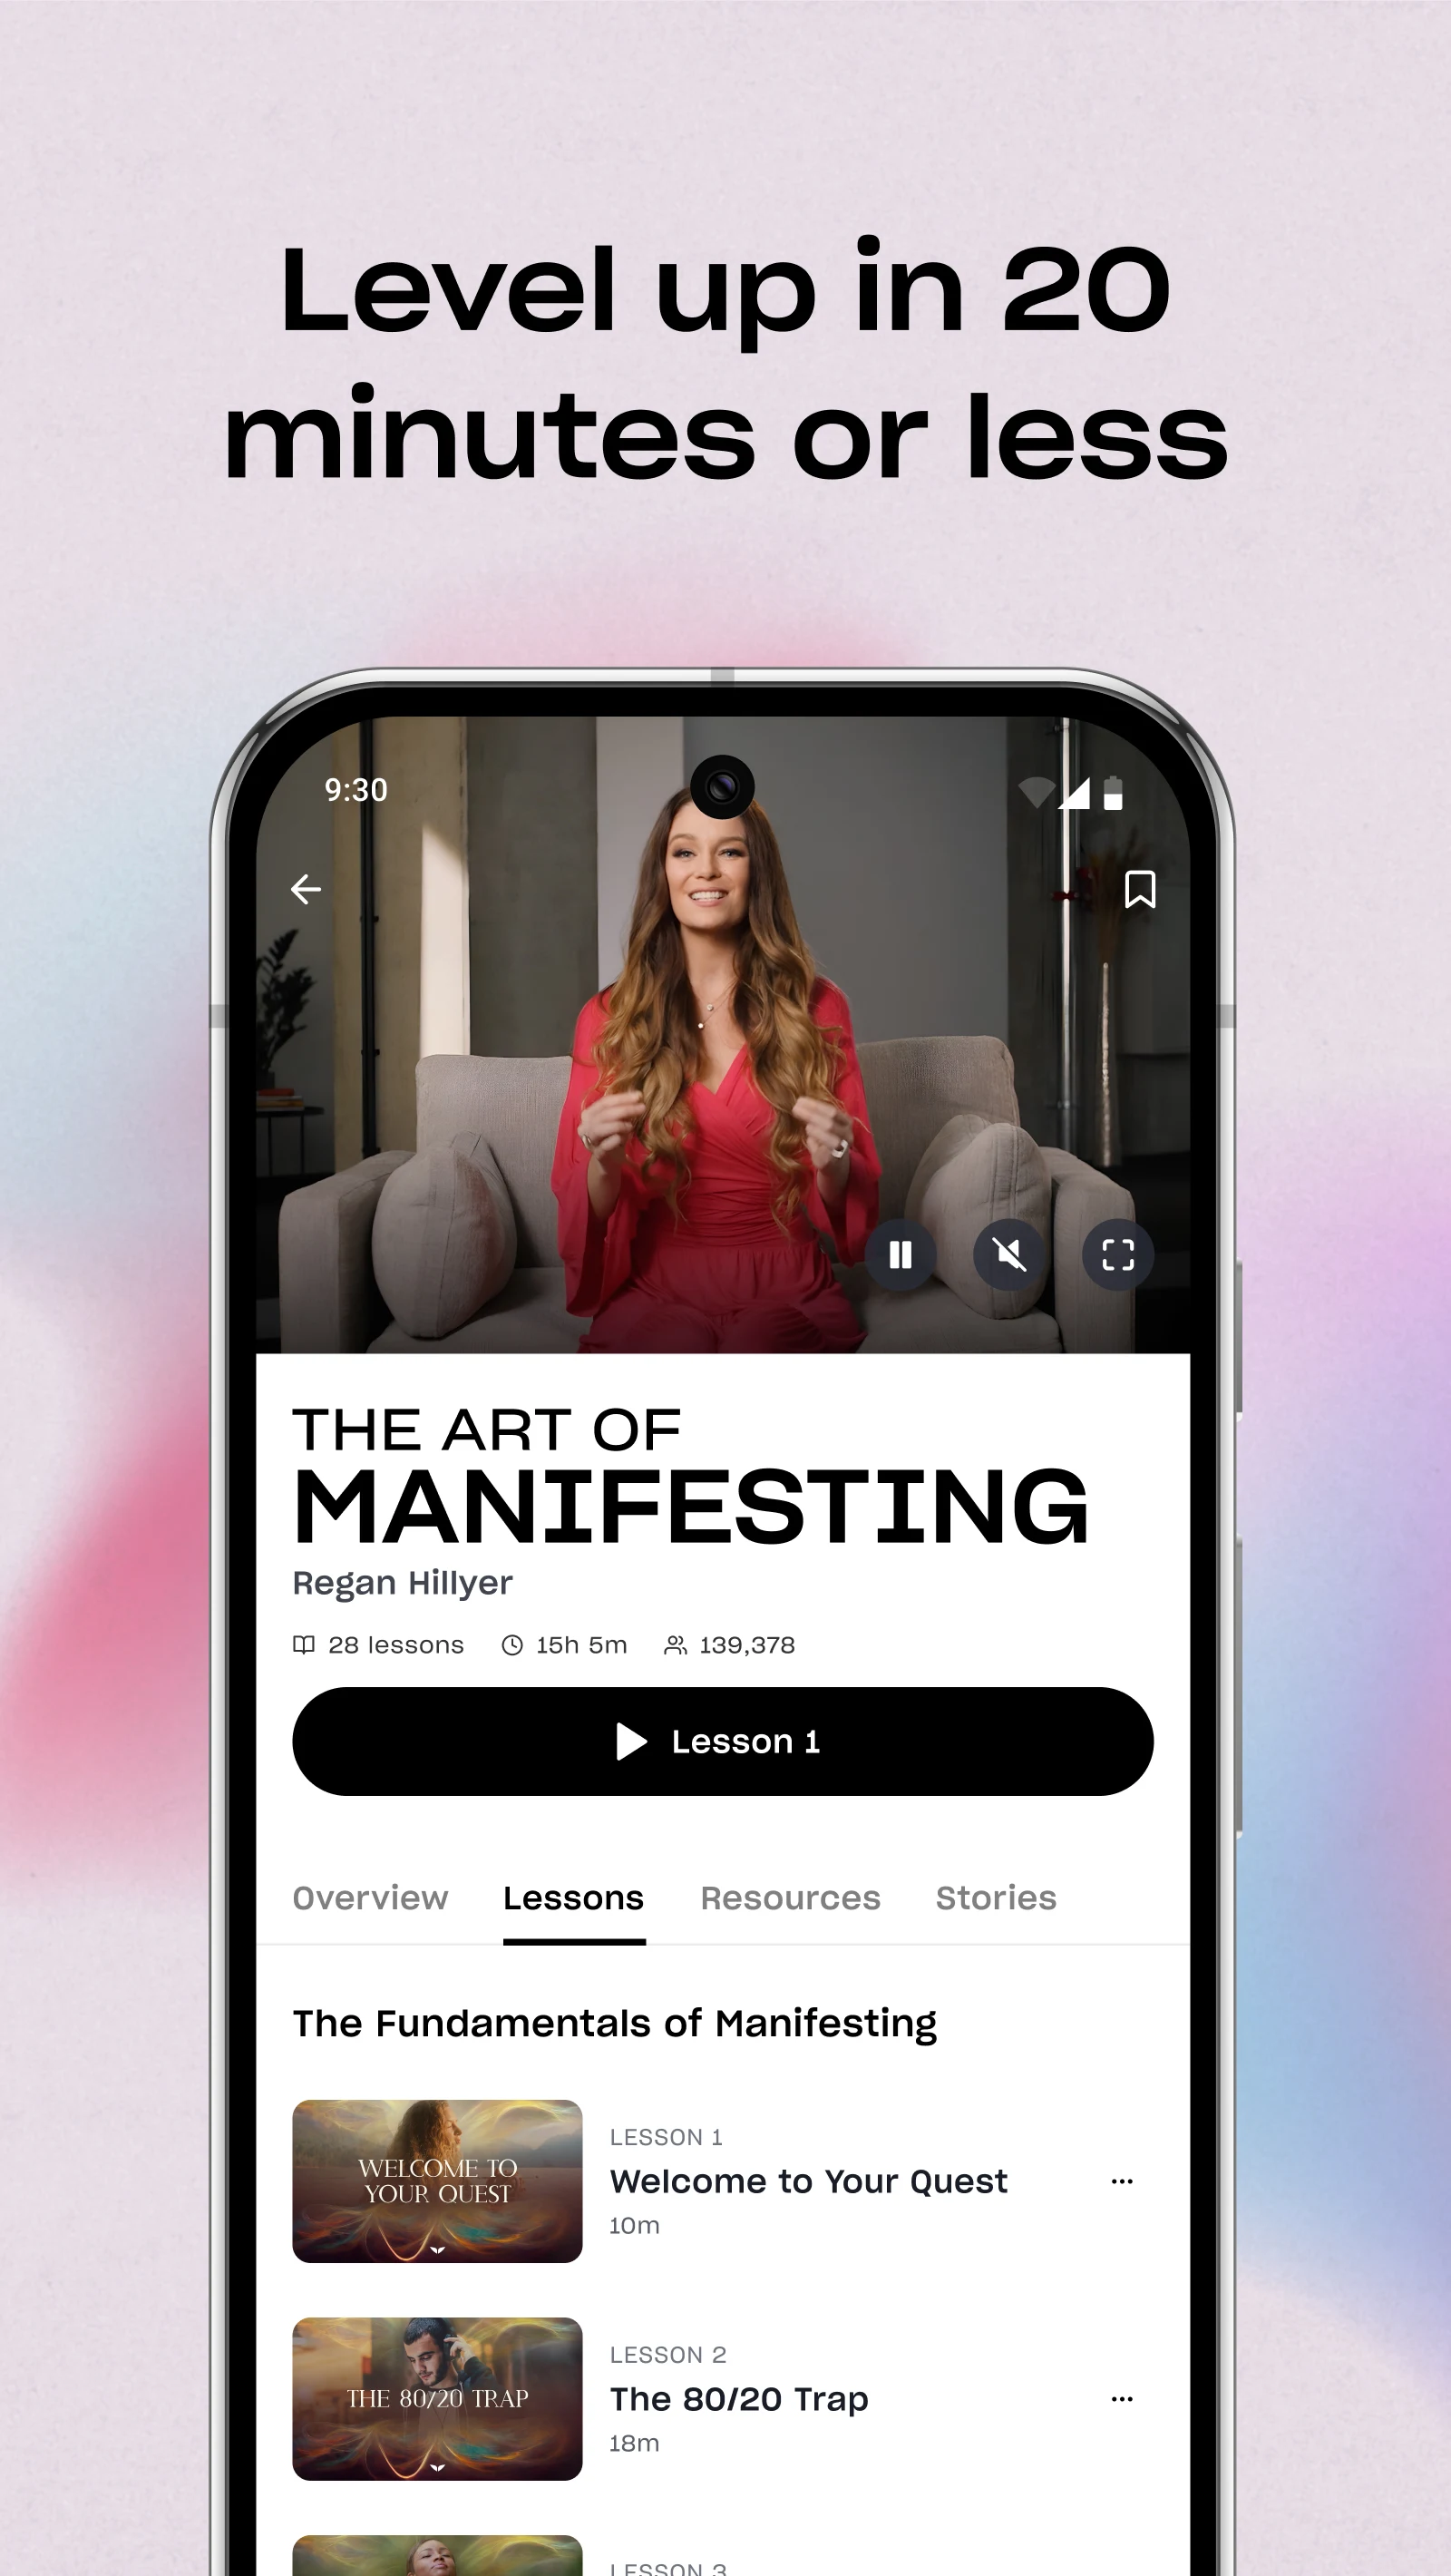 Level up in 20
minutes or less
9:30
THE ART OF
MANIFESTING
Regan Hillyer
28 lessons 15h 5m 139,378
Lesson 1
Overview Lessons Resources Stories
The Fundamentals of Manifesting
WELCOME TO
YOUR QUEST
LESSON 1
Welcome to Your Quest
10m
THE 80/20 TRAP
LESSON 2
The 80/20 Trap
18m
LESSON 3